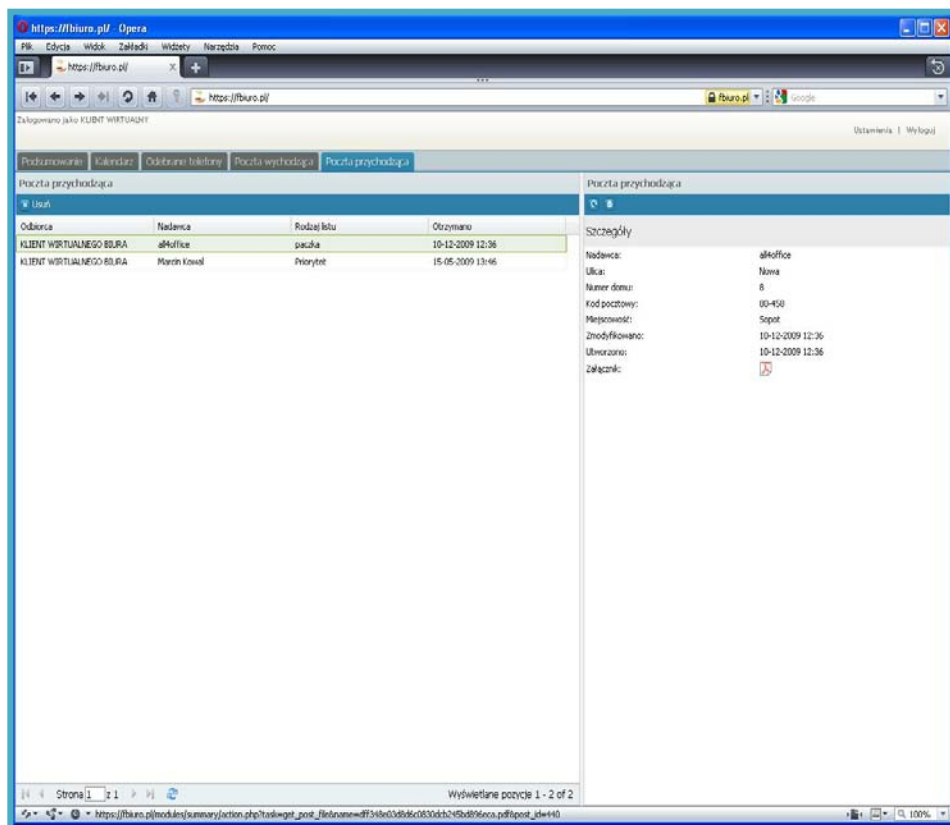 https://fbiuro.pl/ - Opera
Plik Edycja Widok Zakładki Widżety Narzędzia Pomoc
https://fbiuro.pl/
https://fbiuro.pl/ fbiuro.pl Google
Zalogowano jako KLIENT WIRTUALNY
Ustawienia | Wyloguj
Podsumowanie Kalendarz Odebrane telefony Poczta wychodząca Poczta przychodząca
Poczta przychodząca Poczta przychodząca
Usuń
Odbiorca Nadawca Rodzaj listu Otrzymano
Szczegóły
KLIENT WIRTUALNEGO BIURA all4office paczka 10-12-2009 12:36
KLIENT WIRTUALNEGO BIURA Marcin Kowal Priorytet 15-05-2009 13:46
Nadawca: all4office
Ulica: Nowa
Numer domu: 8
Kod pocztowy: 80-458
Miejscowość: Sopot
Zmodyfikowano: 10-12-2009 12:36
Utworzono: 10-12-2009 12:36
Załącznik:
Strona 1 z 1 Wyświetlane pozycje 1 - 2 of 2
100%